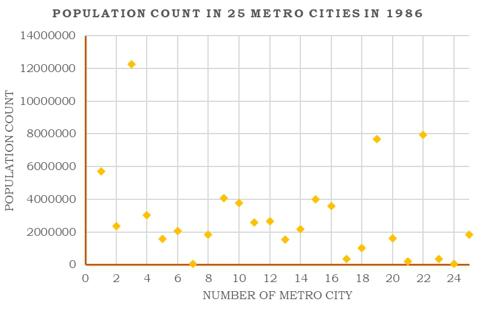 POPULATION COUNT IN 25 METRO CITIES IN 1986
14000000
12000000
10000000
8000000
6000000
4000000
2000000
0
POPULATION COUNT
0 2 4 6 8 10 12 14 16 18 20 22 24
NUMBER OF METRO CITY